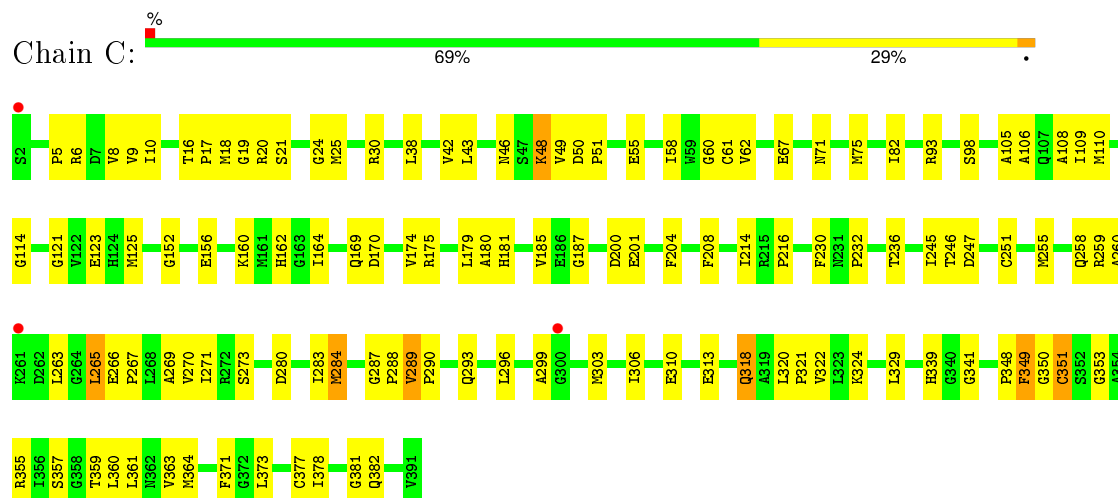 %
Chain C:
69% 29% •
S2 P5 R6 D7 V8 V9 I10 T16 P17 M18 G19 R20 S21 G24 M25 R30 L38 V42 L43 N46 S47 K48 V49 D50 P51 E55 I58 W59 G60 C61 V62 E67 N71 M75 I82 R93 S98 A105 A106 Q107 A108 I109 M110
G114 G121 V122 E123 H124 M125 G152 E156 K160 M161 H162 G163 I164 Q169 D170 V174 R175 L179 A180 H181 V185 E186 G187 D200 E201 F204 F208 I214 R215 P216 F230 N231 P232 T236 I245 T246 D247 C251 M255 Q258 R259 A260
K261 D262 L263 G264 L265 E266 P267 L268 A269 V270 I271 R272 S273 D280 I283 M284 G287 P288 V289 P290 Q293 L296 A299 G300 M303 I306 E310 E313 Q318 A319 L320 P321 V322 L323 K324 L329 H339 G340 G341 P348 F349 G350 C351 S352 G353 A354
R355 I356 S357 G358 T359 L360 L361 N362 V363 M364 F371 G372 L373 C377 I378 G381 Q382 V391